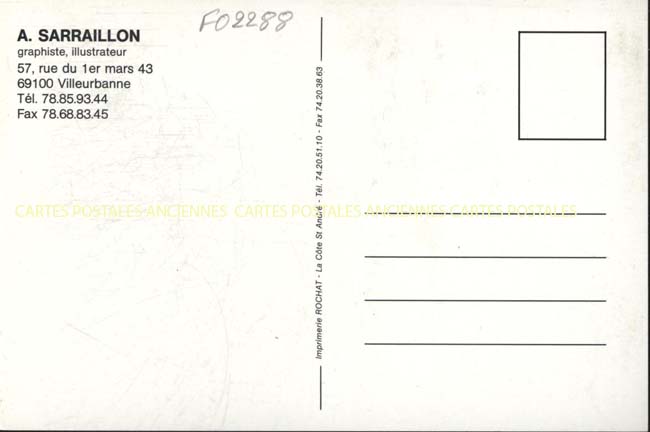 F02288
A. SARRAILLON
graphiste, illustrateur
57, rue du 1er mars 43
69100 Villeurbanne
Tél. 78.85.93.44
Fax 78.68.83.45
Imprimerie ROCHAT - La Côte St André - Tél. 74.20.51.10 - Fax 74.20.38.63
CARTES POSTALES ANCIENNES CARTES POSTALES ANCIENNES CARTES POSTALES